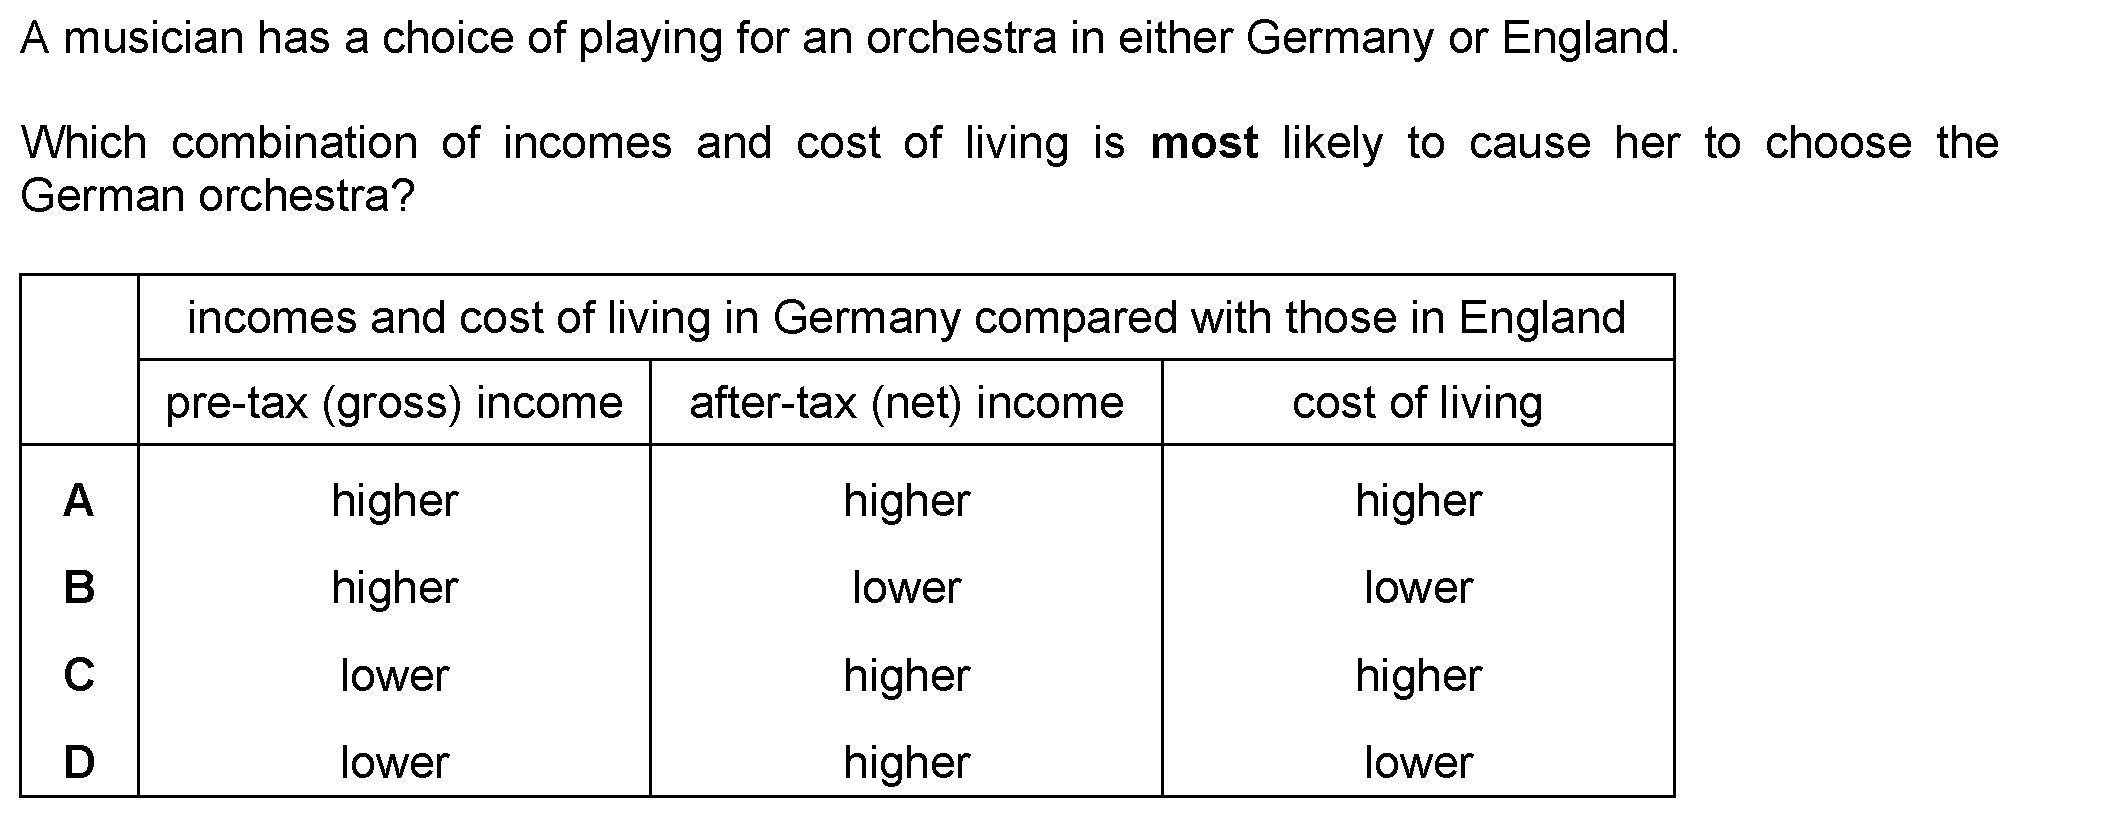 A musician has a choice of playing for an orchestra in either Germany or England.
Which combination of incomes and cost of living is most likely to cause her to choose the
German orchestra?
incomes and cost of living in Germany compared with those in England
pre-tax (gross) income after-tax (net) income cost of living
A higher higher higher
B higher lower lower
C lower higher higher
D lower higher lower